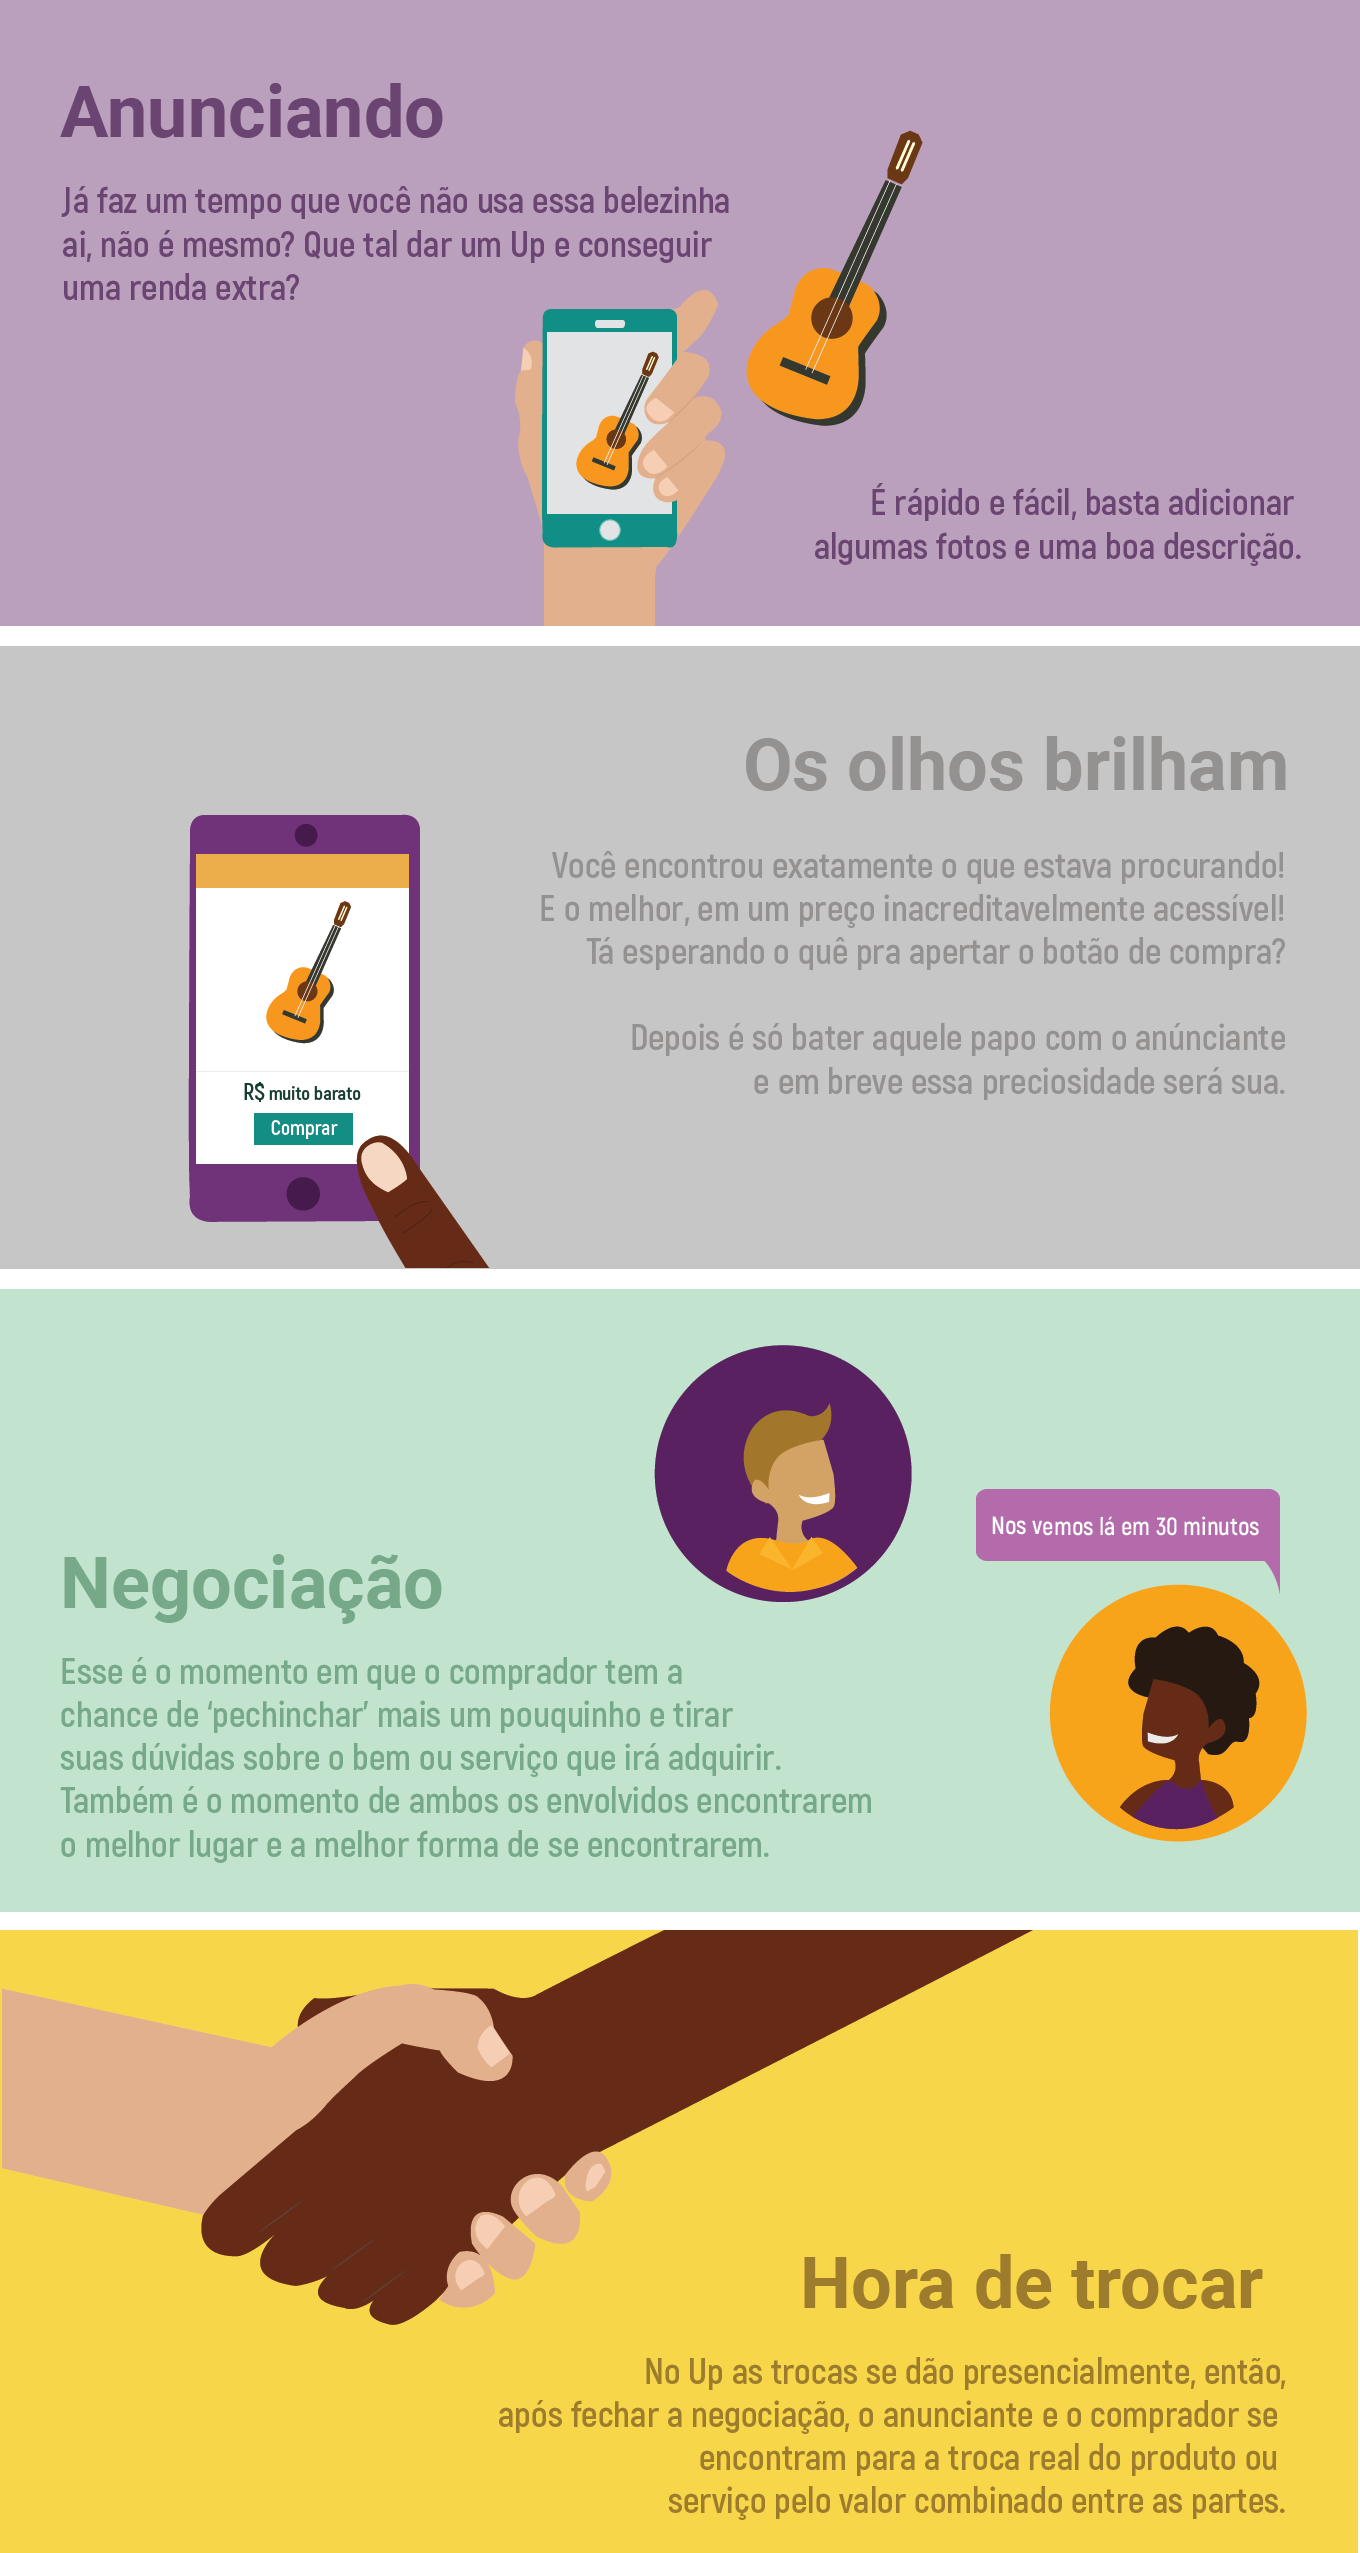 Anunciando
Já faz um tempo que você não usa essa belezinha
ai, não é mesmo? Que tal dar um Up e conseguir
uma renda extra?
É rápido e fácil, basta adicionar
algumas fotos e uma boa descrição.
Os olhos brilham
Você encontrou exatamente o que estava procurando!
E o melhor, em um preço inacreditavelmente acessível!
Tá esperando o quê pra apertar o botão de compra?
Depois é só bater aquele papo com o anúnciante
e em breve essa preciosidade será sua.
R$ muito barato
Comprar
Nos vemos lá em 30 minutos
Negociação
Esse é o momento em que o comprador tem a
chance de ‘pechinchar’ mais um pouquinho e tirar
suas dúvidas sobre o bem ou serviço que irá adquirir.
Também é o momento de ambos os envolvidos encontrarem
o melhor lugar e a melhor forma de se encontrarem.
Hora de trocar
No Up as trocas se dão presencialmente, então,
após fechar a negociação, o anunciante e o comprador se
encontram para a troca real do produto ou
serviço pelo valor combinado entre as partes.